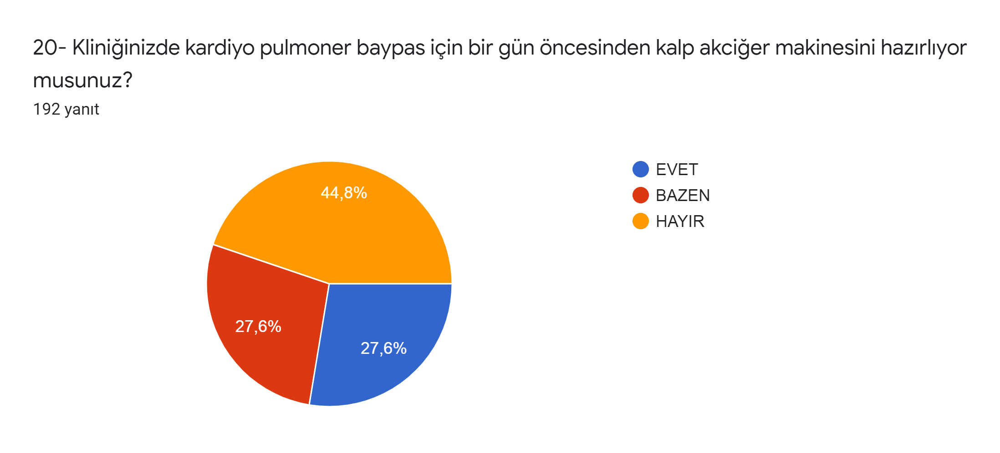 20- Kliniğinizde kardiyo pulmoner baypas için bir gün öncesinden kalp akciğer makinesini hazırlıyor
musunuz?
192 yanıt
EVET
BAZEN
HAYIR
44,8%
27,6%
27,6%